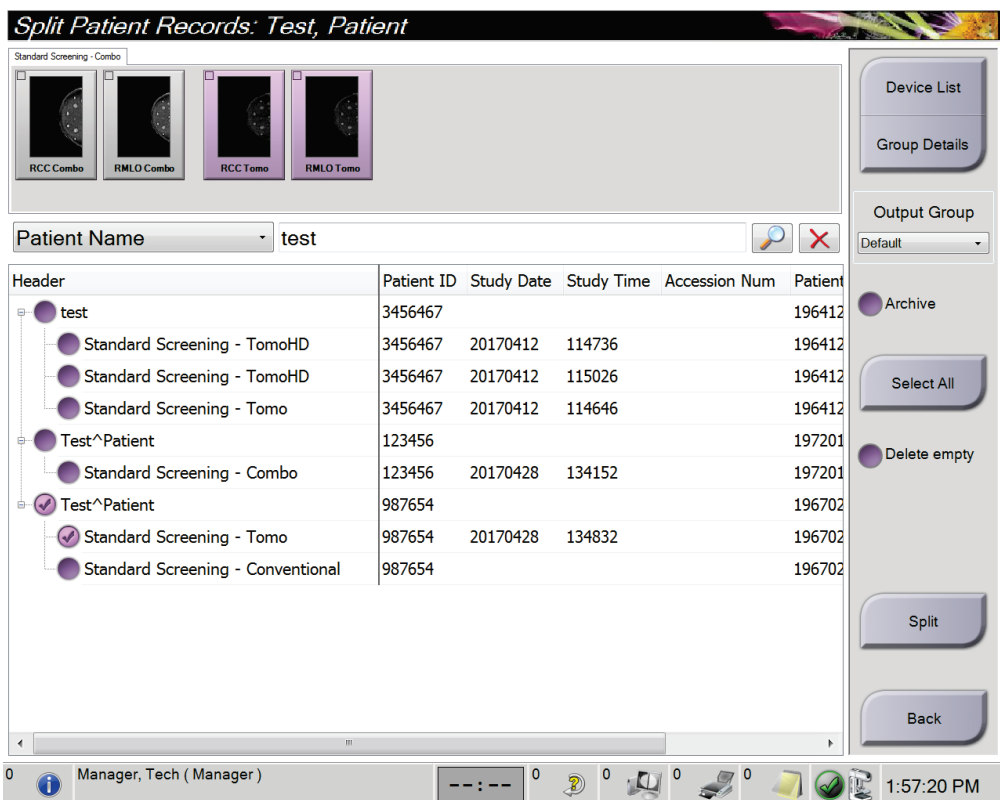 Split Patient Records: Test, Patient
Standard Screening - Combo
RCC Combo RMLO Combo RCC Tomo RMLO Tomo
Device List
Group Details
Output Group
Default
Patient Name test
Header Patient ID Study Date Study Time Accession Num Patient
test 3456467 196412
Standard Screening - TomoHD 3456467 20170412 114736 196412
Standard Screening - TomoHD 3456467 20170412 115026 196412
Standard Screening - Tomo 3456467 20170412 114646 196412
Test^Patient 123456 197201
Standard Screening - Combo 123456 20170428 134152 197201
Test^Patient 987654 196702
Standard Screening - Tomo 987654 20170428 134832 196702
Standard Screening - Conventional 987654 196702
Archive
Select All
Delete empty
Split
Back
0 Manager, Tech ( Manager ) --:-- 0 0 0 0 1:57:20 PM